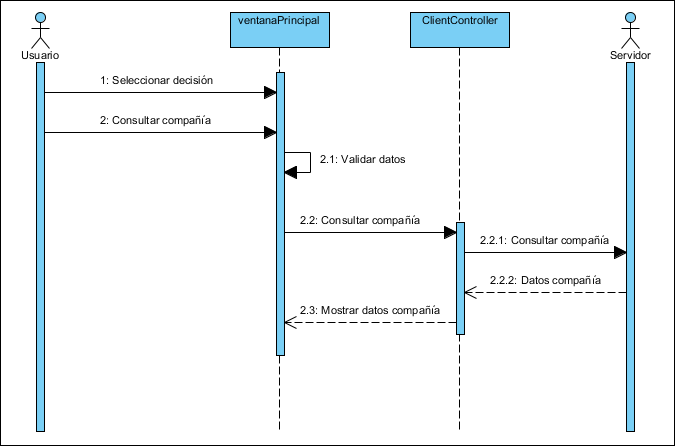 ventanaPrincipal
ClientController
Usuario
Servidor
1: Seleccionar decisión
2: Consultar compañía
2.1: Validar datos
2.2: Consultar compañía
2.2.1: Consultar compañía
2.2.2: Datos compañía
2.3: Mostrar datos compañía